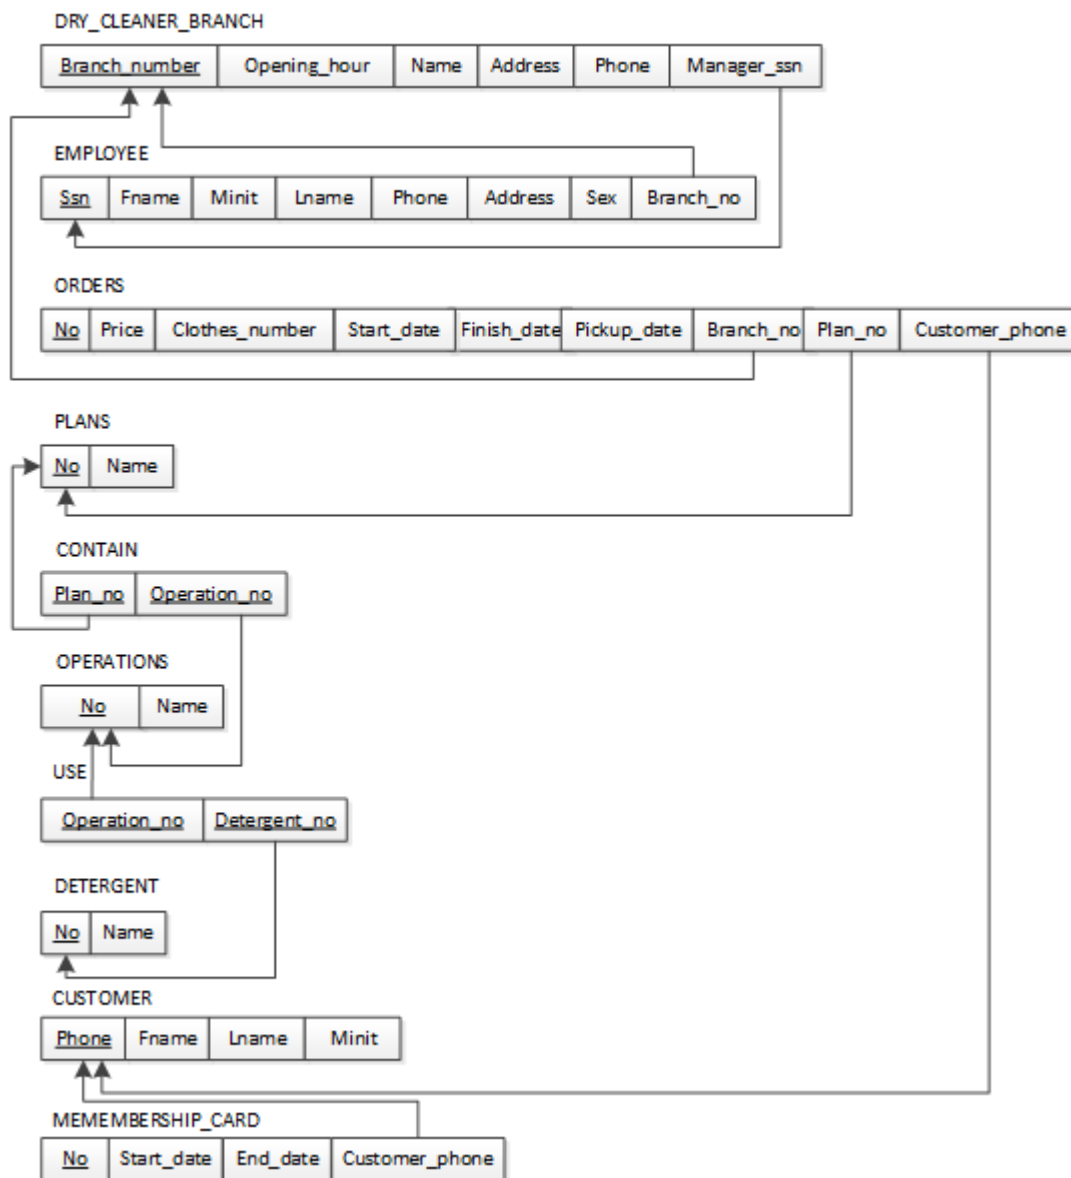 DRY_CLEANER_BRANCH
Branch_number Opening_hour Name Address Phone Manager_ssn
EMPLOYEE
Ssn Fname Minit Lname Phone Address Sex Branch_no
ORDERS
No Price Clothes_number Start_date Finish_date Pickup_date Branch_no Plan_no Customer_phone
PLANS
No Name
CONTAIN
Plan_no Operation_no
OPERATIONS
No Name
USE
Operation_no Detergent_no
DETERGENT
No Name
CUSTOMER
Phone Fname Lname Minit
MEMEMBERSHIP_CARD
No Start_date End_date Customer_phone